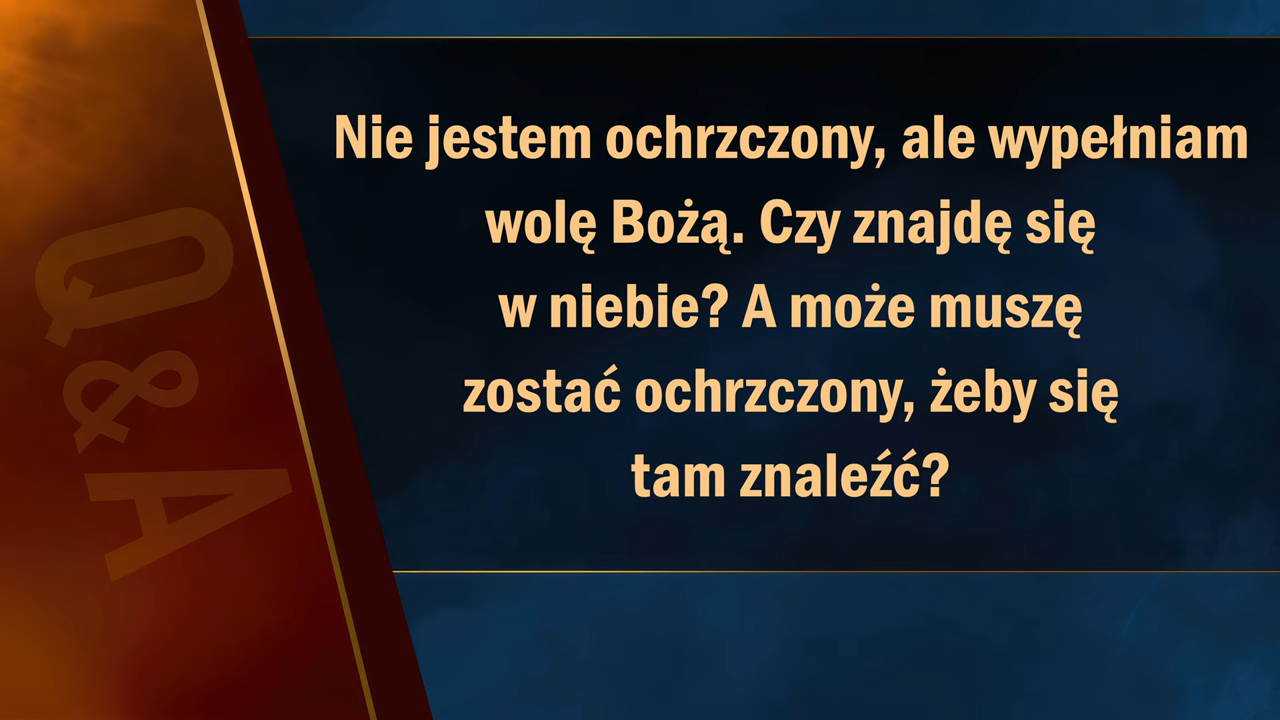 Q&A
Nie jestem ochrzczony, ale wypełniam
wolę Bożą. Czy znajdę się
w niebie? A może muszę
zostać ochrzczony, żeby się
tam znaleźć?